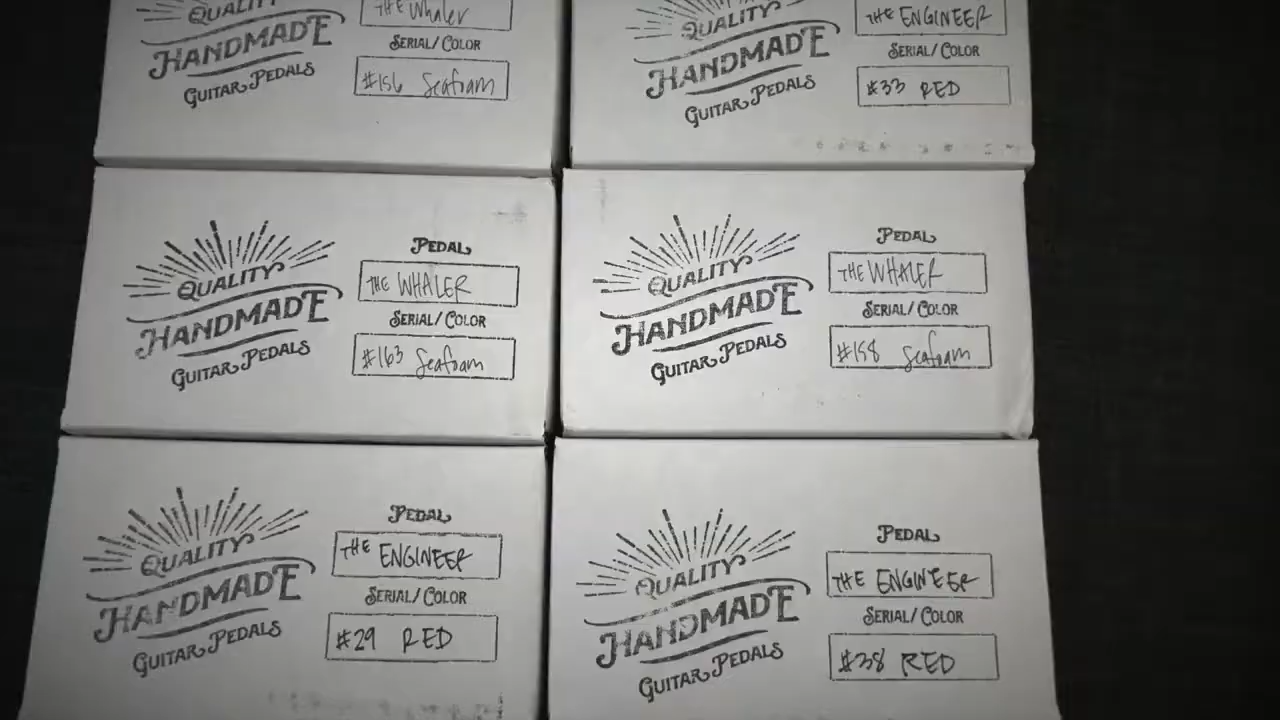 QUALITY
HANDMADE
GUITAR PEDALS
THE Whaler
SERIAL/COLOR
#156 Seafoam
QUALITY
HANDMADE
GUITAR PEDALS
THE ENGINEER
SERIAL/COLOR
#33 RED
QUALITY
HANDMADE
GUITAR PEDALS
PEDAL
THE WHALER
SERIAL/COLOR
#163 Seafoam
QUALITY
HANDMADE
GUITAR PEDALS
PEDAL
THE WHALER
SERIAL/COLOR
#158 Seafoam
QUALITY
HANDMADE
GUITAR PEDALS
PEDAL
THE ENGINEER
SERIAL/COLOR
#29 RED
QUALITY
HANDMADE
GUITAR PEDALS
PEDAL
THE ENGINEER
SERIAL/COLOR
#38 RED